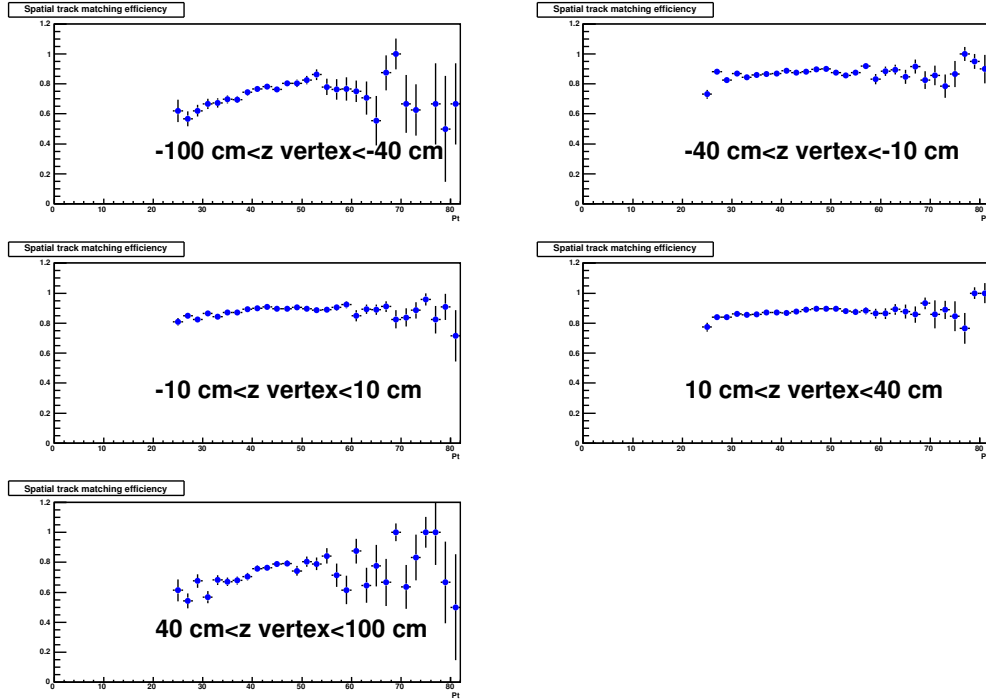 Spatial track matching efficiency
1.2
1
0.8
0.6
0.4
0.2
0
-100 cm<z vertex<-40 cm
0 10 20 30 40 50 60 70 80
Pt
Spatial track matching efficiency
1.2
1
0.8
0.6
0.4
0.2
0
-40 cm<z vertex<-10 cm
0 10 20 30 40 50 60 70 80
P
Spatial track matching efficiency
1.2
1
0.8
0.6
0.4
0.2
0
-10 cm<z vertex<10 cm
0 10 20 30 40 50 60 70 80
Pt
Spatial track matching efficiency
1.2
1
0.8
0.6
0.4
0.2
0
10 cm<z vertex<40 cm
0 10 20 30 40 50 60 70 80
P
Spatial track matching efficiency
1.2
1
0.8
0.6
0.4
0.2
0
40 cm<z vertex<100 cm
0 10 20 30 40 50 60 70 80
Pt